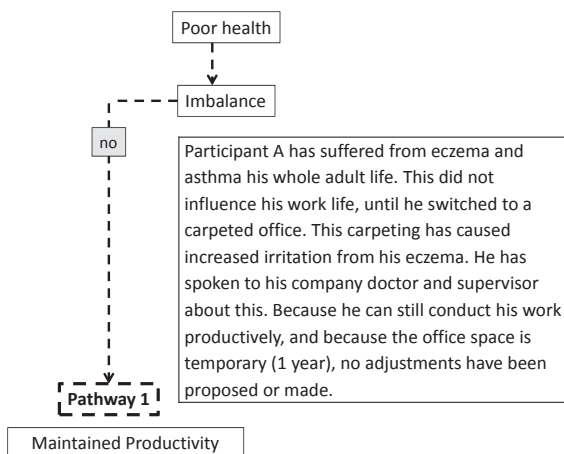 Poor health
Imbalance
no
Participant A has suffered from eczema and
asthma his whole adult life. This did not
influence his work life, until he switched to a
carpeted office. This carpeting has caused
increased irritation from his eczema. He has
spoken to his company doctor and supervisor
about this. Because he can still conduct his work
productively, and because the office space is
temporary (1 year), no adjustments have been
proposed or made.
Pathway 1
Maintained Productivity